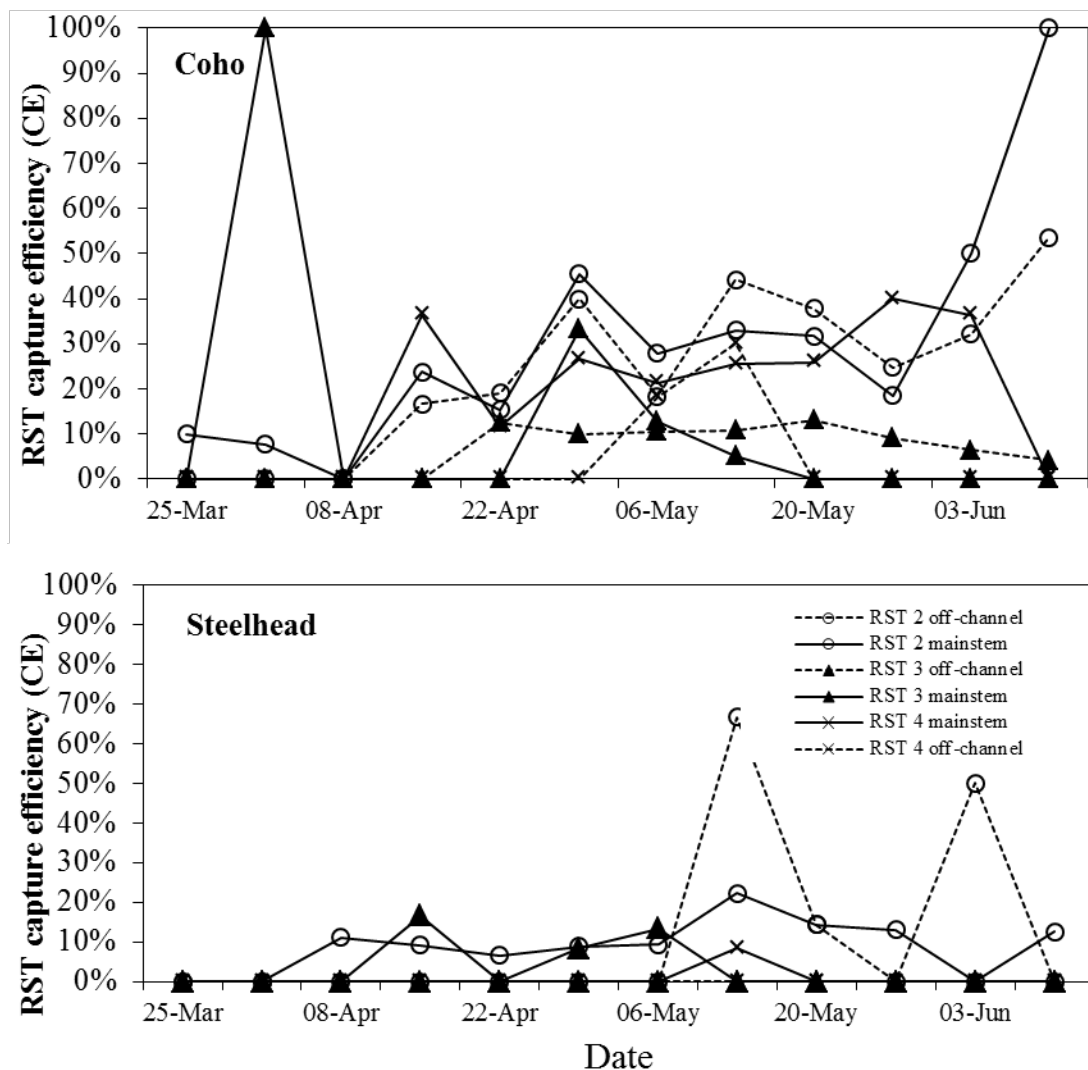 Coho
RST capture efficiency (CE)
100%
90%
80%
70%
60%
50%
40%
30%
20%
10%
0%
25-Mar 08-Apr 22-Apr 06-May 20-May 03-Jun
Steelhead
RST capture efficiency (CE)
100%
90%
80%
70%
60%
50%
40%
30%
20%
10%
0%
RST 2 off-channel
RST 2 mainstem
RST 3 off-channel
RST 3 mainstem
RST 4 mainstem
RST 4 off-channel
25-Mar 08-Apr 22-Apr 06-May 20-May 03-Jun
Date